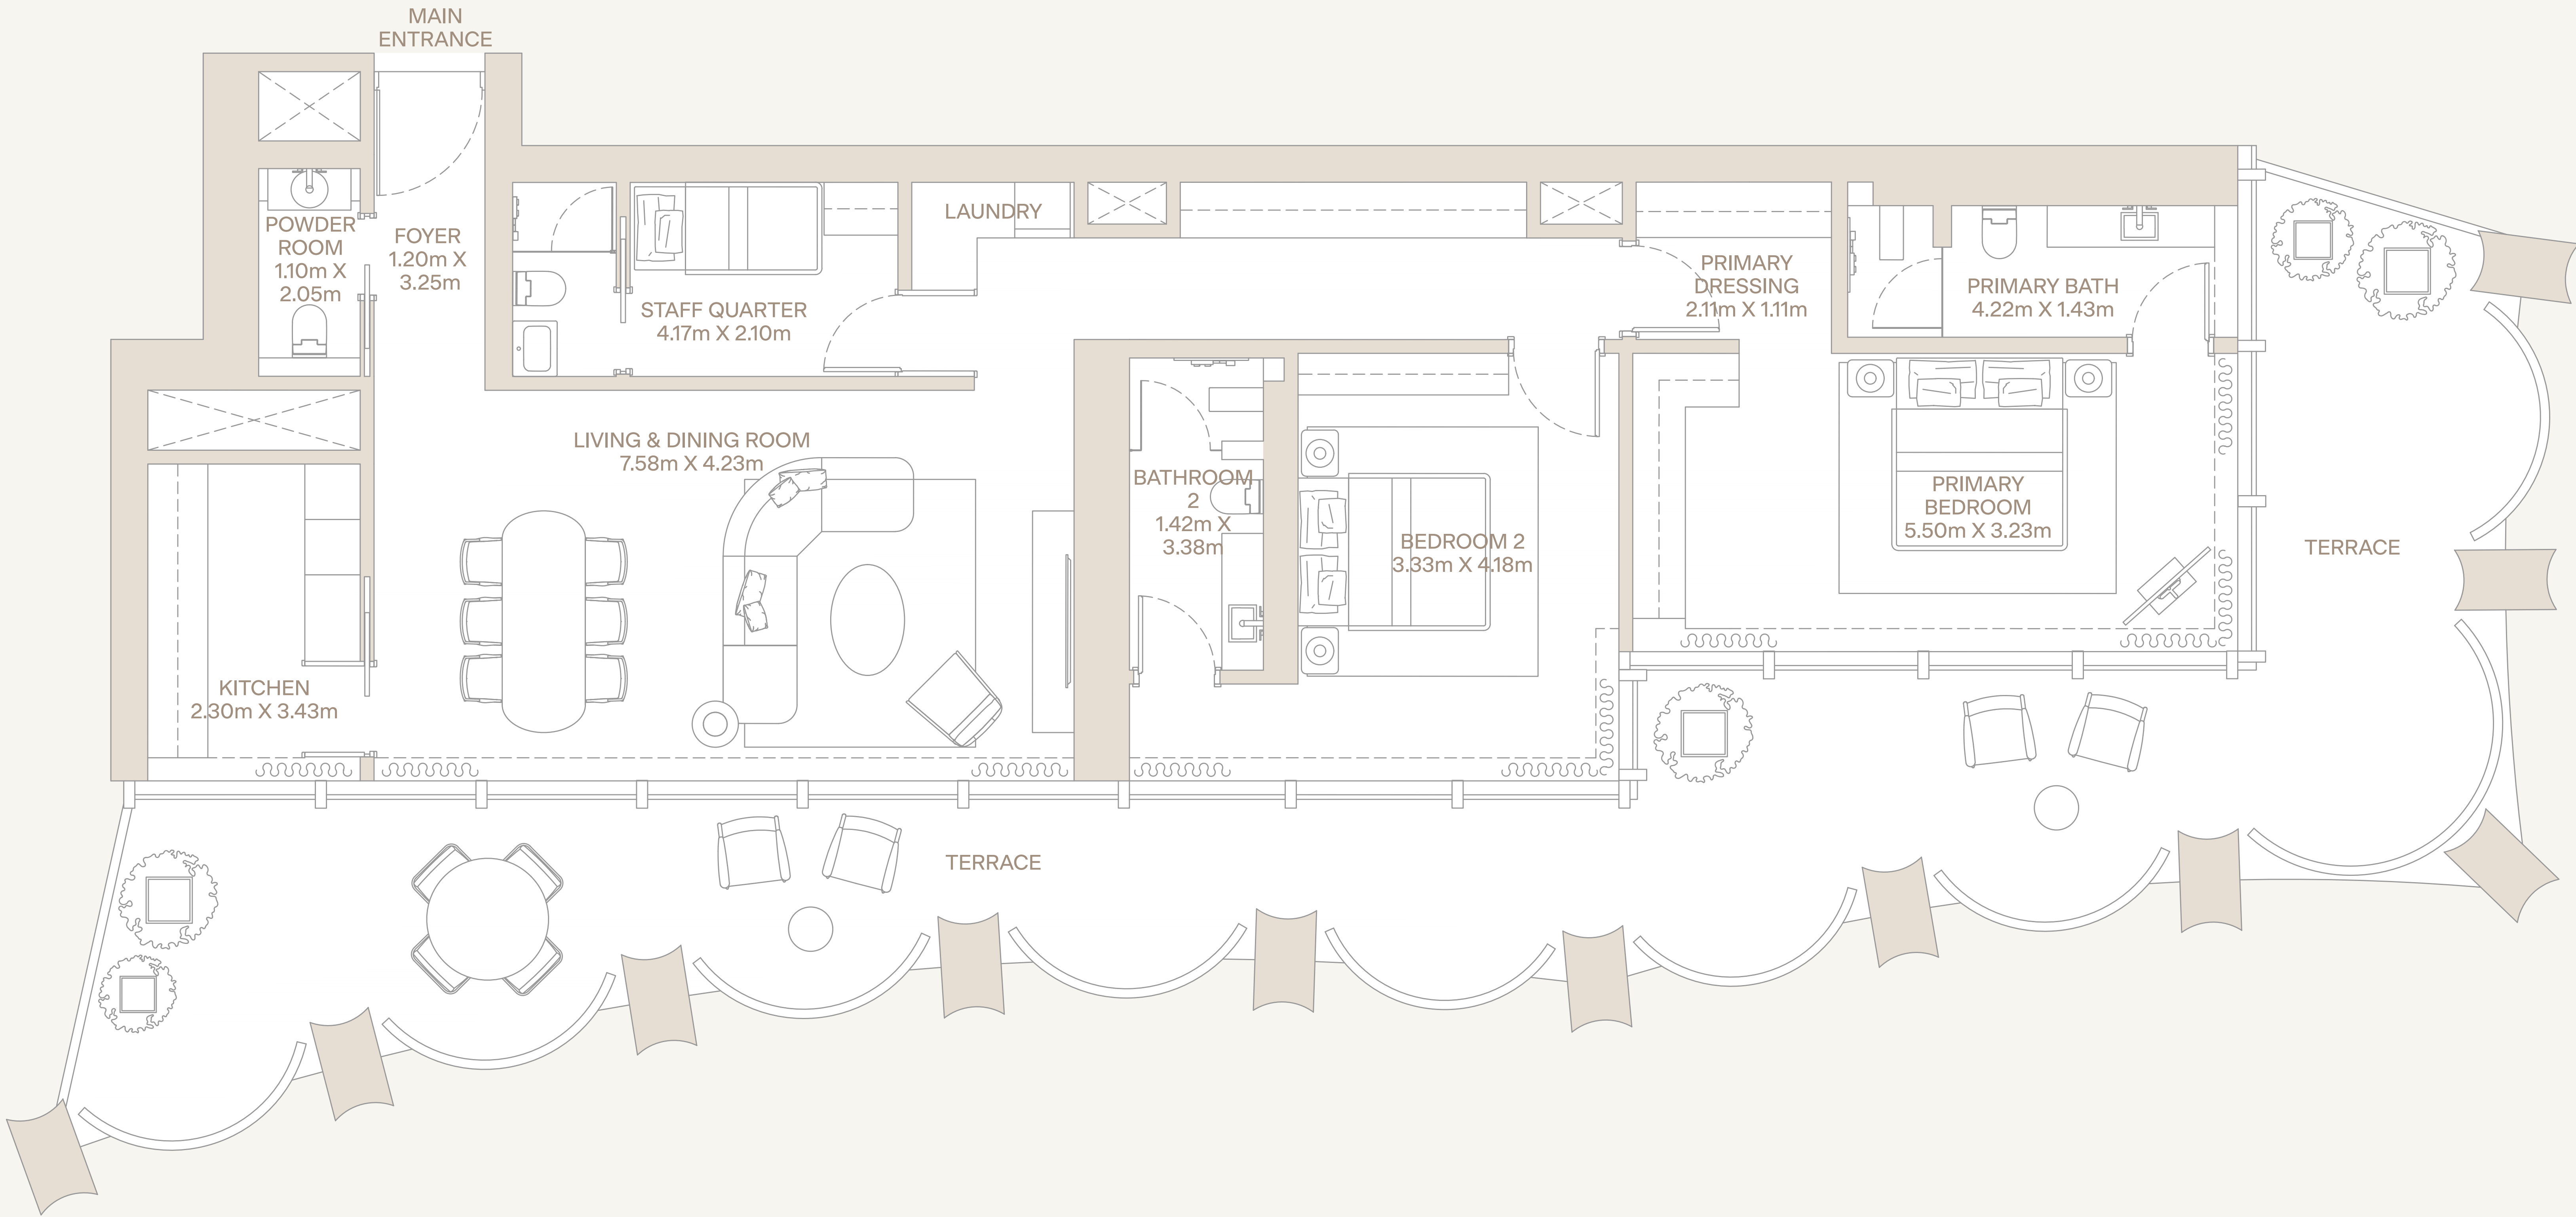 MAIN
ENTRANCE
POWDER
ROOM
1.10m X
2.05m
FOYER
1.20m X
3.25m
STAFF QUARTER
4.17m X 2.10m
LAUNDRY
PRIMARY
DRESSING
2.11m X 1.11m
PRIMARY BATH
4.22m X 1.43m
LIVING & DINING ROOM
7.58m X 4.23m
BATHROOM
2
1.42m X
3.38m
BEDROOM 2
3.33m X 4.18m
PRIMARY
BEDROOM
5.50m X 3.23m
TERRACE
KITCHEN
2.30m X 3.43m
TERRACE